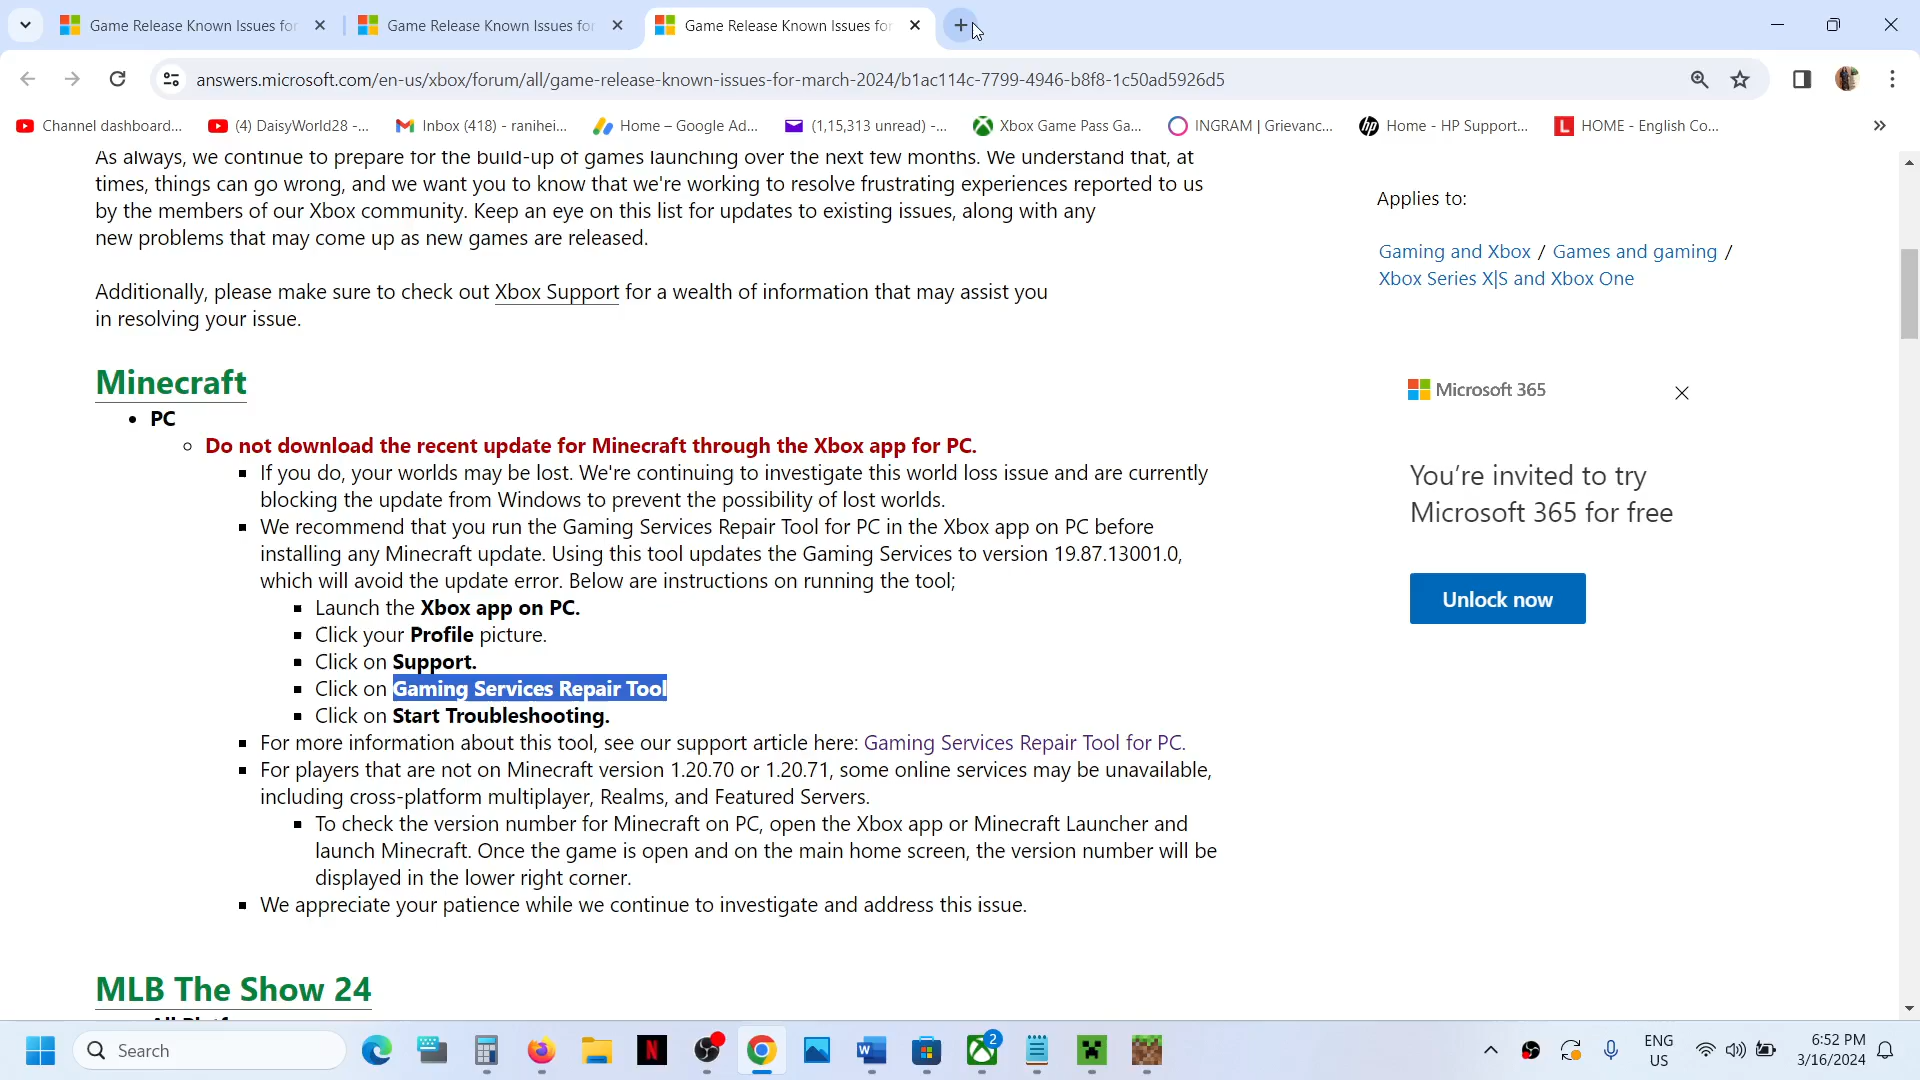 Game Release Known Issues for
Game Release Known Issues for
Game Release Known Issues for
answers.microsoft.com/en-us/xbox/forum/all/game-release-known-issues-for-march-2024/b1ac114c-7799-4946-b8f8-1c50ad5926d5
Channel dashboard...
(4) DaisyWorld28 -...
Inbox (418) - ranihei...
Home – Google Ad...
(1,15,313 unread) -...
Xbox Game Pass Ga...
INGRAM | Grievanc...
Home - HP Support...
HOME - English Co...
As always, we continue to prepare for the build-up of games launching over the next few months. We understand that, at
times, things can go wrong, and we want you to know that we're working to resolve frustrating experiences reported to us
by the members of our Xbox community. Keep an eye on this list for updates to existing issues, along with any
new problems that may come up as new games are released.
Additionally, please make sure to check out Xbox Support for a wealth of information that may assist you
in resolving your issue.
Minecraft
PC
Do not download the recent update for Minecraft through the Xbox app for PC.
If you do, your worlds may be lost. We're continuing to investigate this world loss issue and are currently
blocking the update from Windows to prevent the possibility of lost worlds.
We recommend that you run the Gaming Services Repair Tool for PC in the Xbox app on PC before
installing any Minecraft update. Using this tool updates the Gaming Services to version 19.87.13001.0,
which will avoid the update error. Below are instructions on running the tool;
Launch the Xbox app on PC.
Click your Profile picture.
Click on Support.
Click on Gaming Services Repair Tool
Click on Start Troubleshooting.
For more information about this tool, see our support article here: Gaming Services Repair Tool for PC.
For players that are not on Minecraft version 1.20.70 or 1.20.71, some online services may be unavailable,
including cross-platform multiplayer, Realms, and Featured Servers.
To check the version number for Minecraft on PC, open the Xbox app or Minecraft Launcher and
launch Minecraft. Once the game is open and on the main home screen, the version number will be
displayed in the lower right corner.
We appreciate your patience while we continue to investigate and address this issue.
MLB The Show 24
Applies to:
Gaming and Xbox / Games and gaming /
Xbox Series X|S and Xbox One
Microsoft 365
You're invited to try
Microsoft 365 for free
Unlock now
Search
2
ENG
US
6:52 PM
3/16/2024